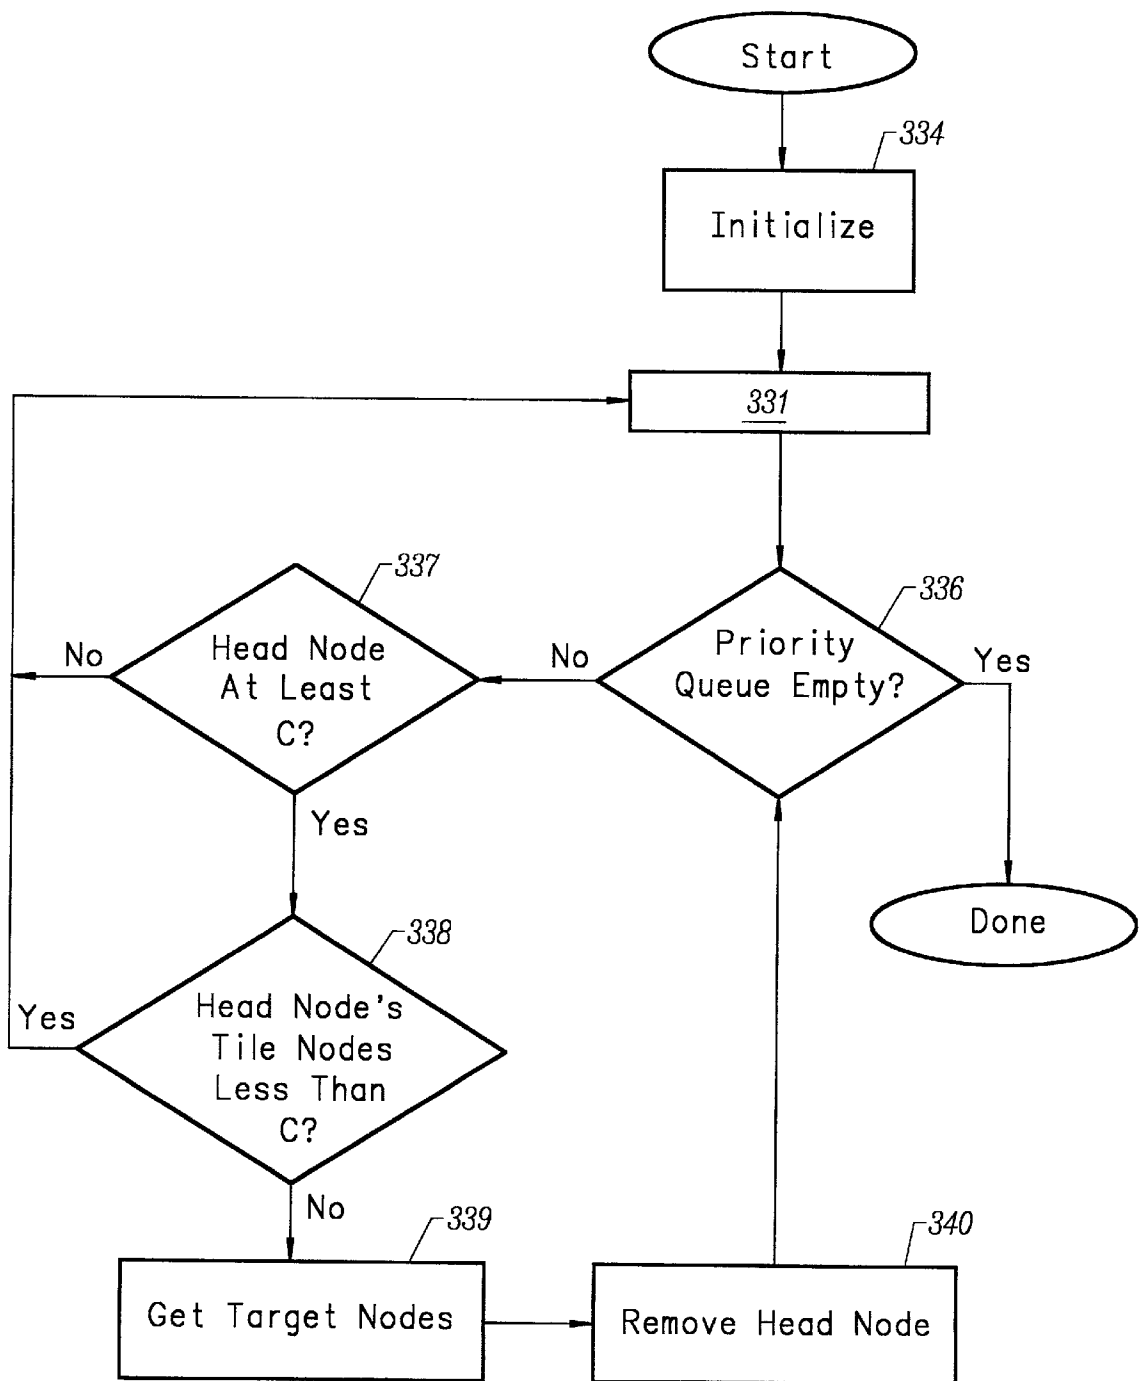 Start
334
Initialize
331
337
336
No
Head Node
At Least
C?
No
Priority
Queue Empty?
Yes
Yes
Done
338
Yes
Head Node's
Tile Nodes
Less Than
C?
No
339
340
Get Target Nodes
Remove Head Node